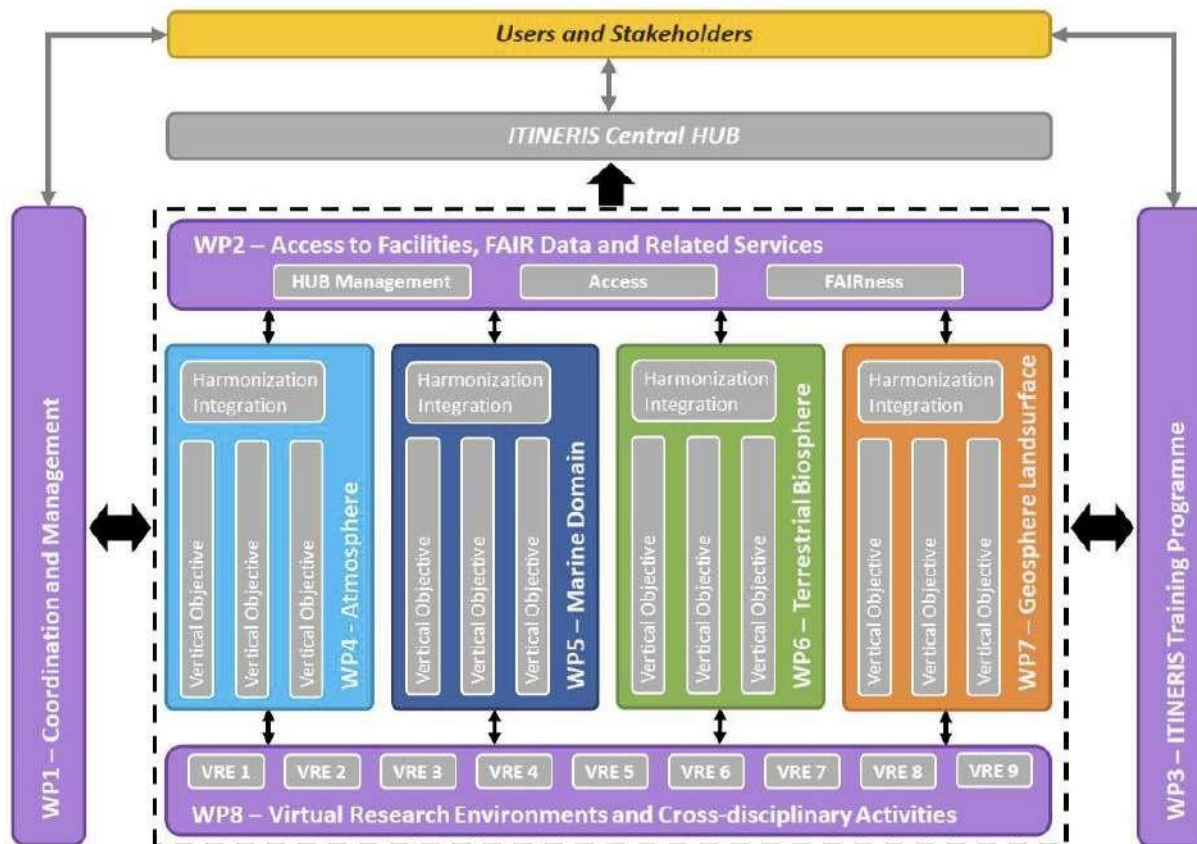 Users and Stakeholders
ITINERIS Central HUB
WP1 – Coordination and Management
WP2 – Access to Facilities, FAIR Data and Related Services
HUB Management
Access
FAIRness
Harmonization
Integration
Vertical Objective
Vertical Objective
Vertical Objective
WP4 - Atmosphere
Harmonization
Integration
Vertical Objective
Vertical Objective
Vertical Objective
WP5 – Marine Domain
Harmonization
Integration
Vertical Objective
Vertical Objective
Vertical Objective
WP6 – Terrestrial Biosphere
Harmonization
Integration
Vertical Objective
Vertical Objective
Vertical Objective
WP7 – Geosphere Landsurface
VRE 1
VRE 2
VRE 3
VRE 4
VRE 5
VRE 6
VRE 7
VRE 8
VRE 9
WP8 – Virtual Research Environments and Cross-disciplinary Activities
WP3 – ITINERIS Training Programme